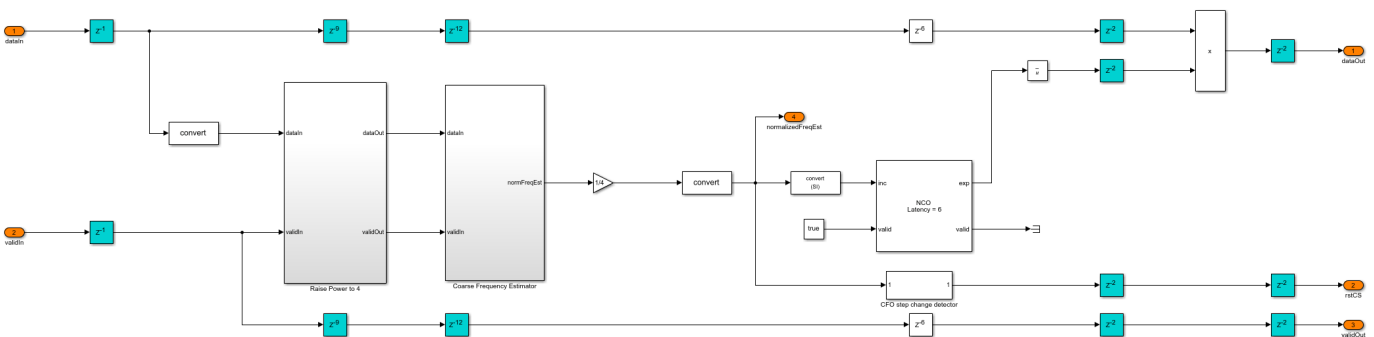 1
dataIn
Z-1
Z-9
Z-12
Z-6
Z-2
x
Z-2
1
dataOut
u
Z-2
convert
dataIn
dataOut
dataIn
4
normalizedFreqEst
normFreqEst
1/4
convert
convert
(SI)
inc
exp
NCO
Latency = 6
2
validIn
Z-1
validIn
validOut
validIn
true
valid
valid
Raise Power to 4
Coarse Frequency Estimator
1
1
CFO step change detector
Z-2
Z-2
2
rstCS
Z-9
Z-12
Z-6
Z-2
Z-2
3
validOut